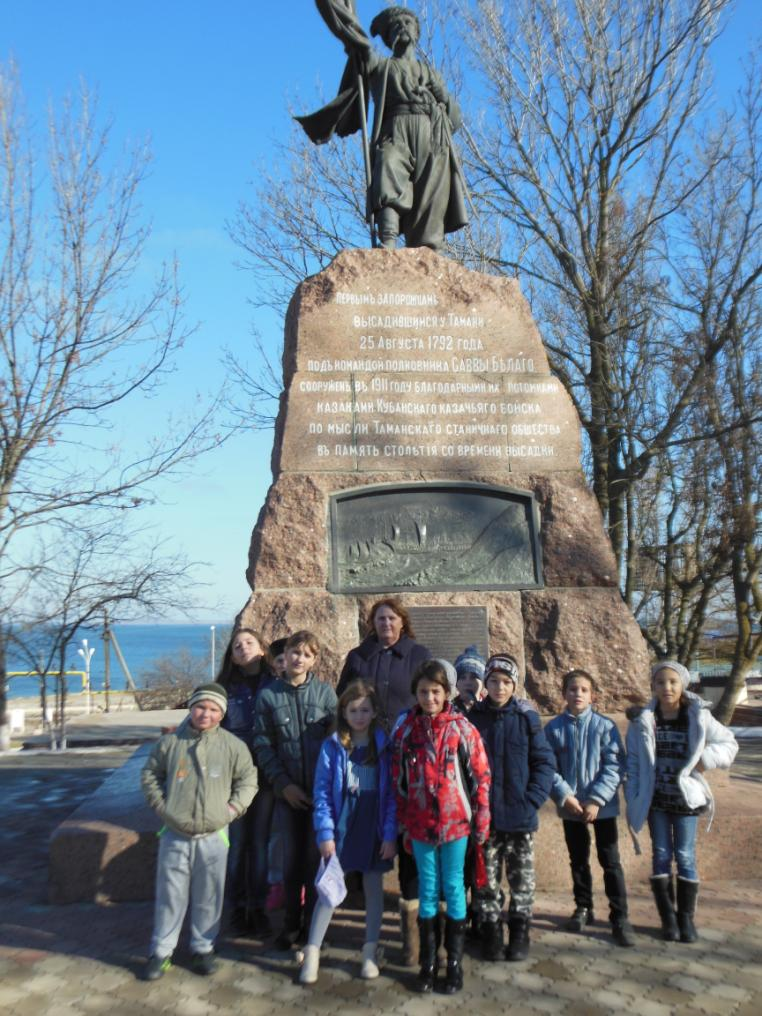 ПЕРВЫМЪ ЗАПОРОЖЦАМЪ
ВЫСАДИВШИМСЯ У ТАМАНИ
25 АВГУСТА 1792 ГОДА
ПОДЪ КОМАНДОЙ ПОЛКОВНИКА САВВЫ БѢЛАГО
СООРУЖЕНЪ ВЪ 1911 ГОДУ БЛАГОДАРНЫМИ ИХ ПОТОМКАМИ
КАЗАКАМИ КУБАНСКАГО КАЗАЧЬЯГО ВОЙСКА
ПО МЫСЛИ ТАМАНСКАГО СТАНИЧНАГО ОБЩЕСТВА
ВЪ ПАМЯТЬ СТОЛѢТІЯ СО ВРЕМЕНИ ВЫСАДКИ